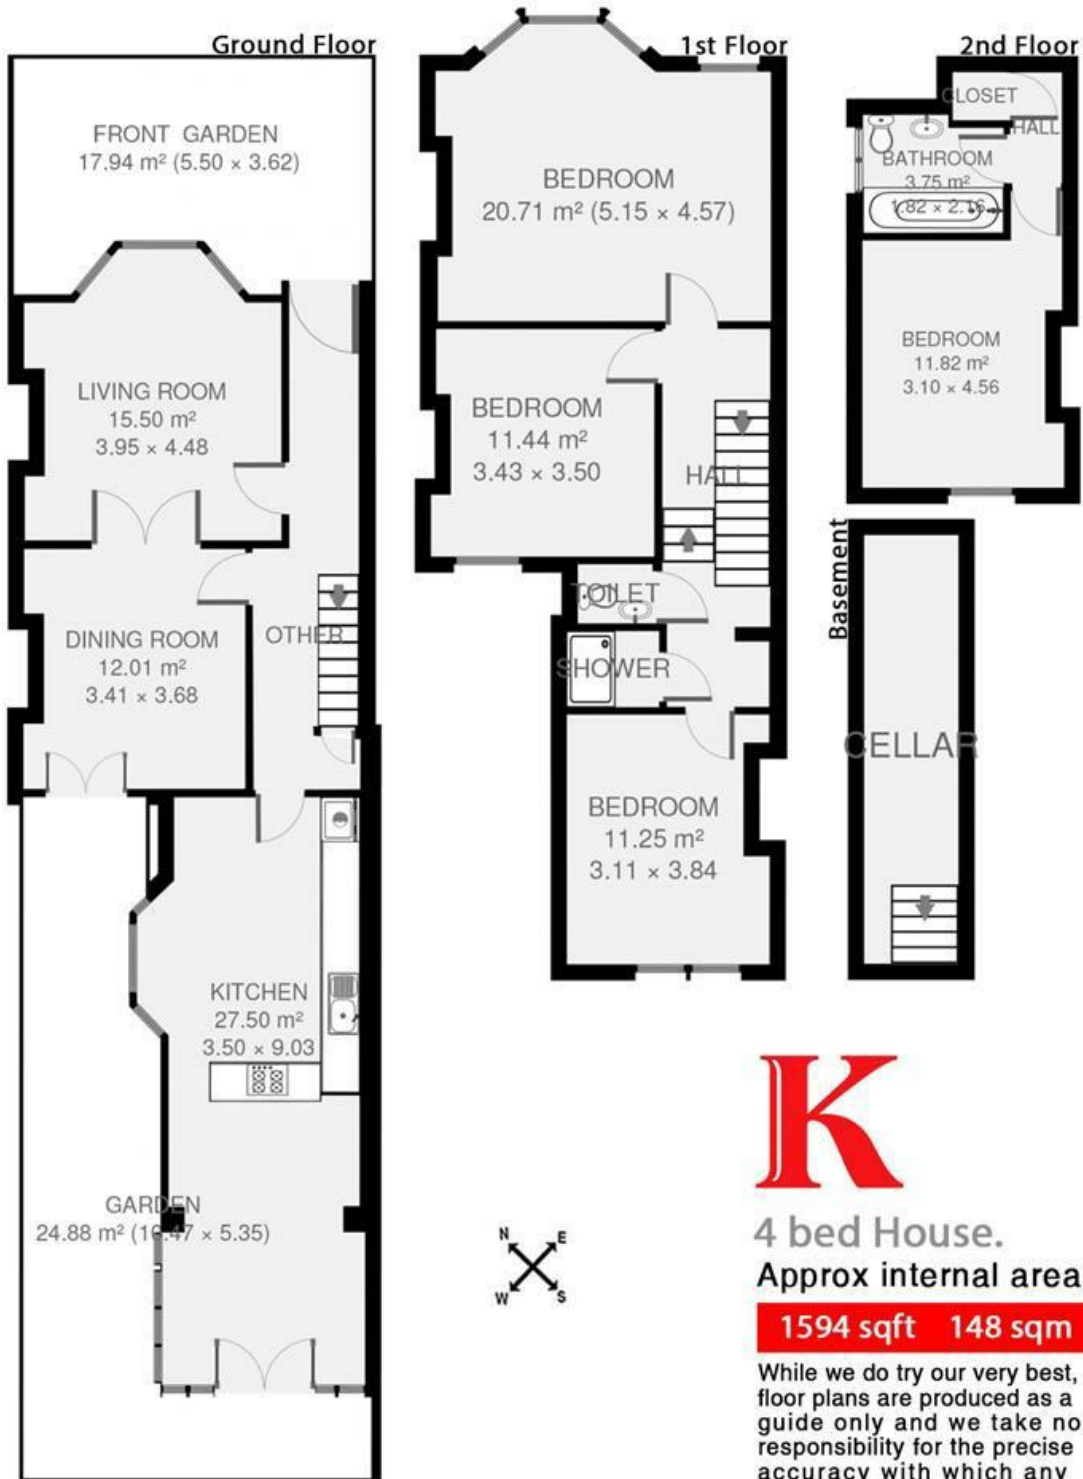 Ground Floor
FRONT GARDEN
17.94 m² (5.50 × 3.62)
LIVING ROOM
15.50 m²
3.95 × 4.48
DINING ROOM
12.01 m²
3.41 × 3.68
OTHER
KITCHEN
27.50 m²
3.50 × 9.03
GARDEN
24.88 m² (10.47 × 5.35)
1st Floor
BEDROOM
20.71 m² (5.15 × 4.57)
BEDROOM
11.44 m²
3.43 × 3.50
HALL
TOILET
SHOWER
BEDROOM
11.25 m²
3.11 × 3.84
2nd Floor
CLOSET
HALL
BATHROOM
3.75 m²
1.82 × 2.16
BEDROOM
11.82 m²
3.10 × 4.56
Basement
CELLAR
N
E
W
S
K
4 bed House.
Approx internal area
1594 sqft 148 sqm
While we do try our very best,
floor plans are produced as a
guide only and we take no
responsibility for the precise
accuracy with which any